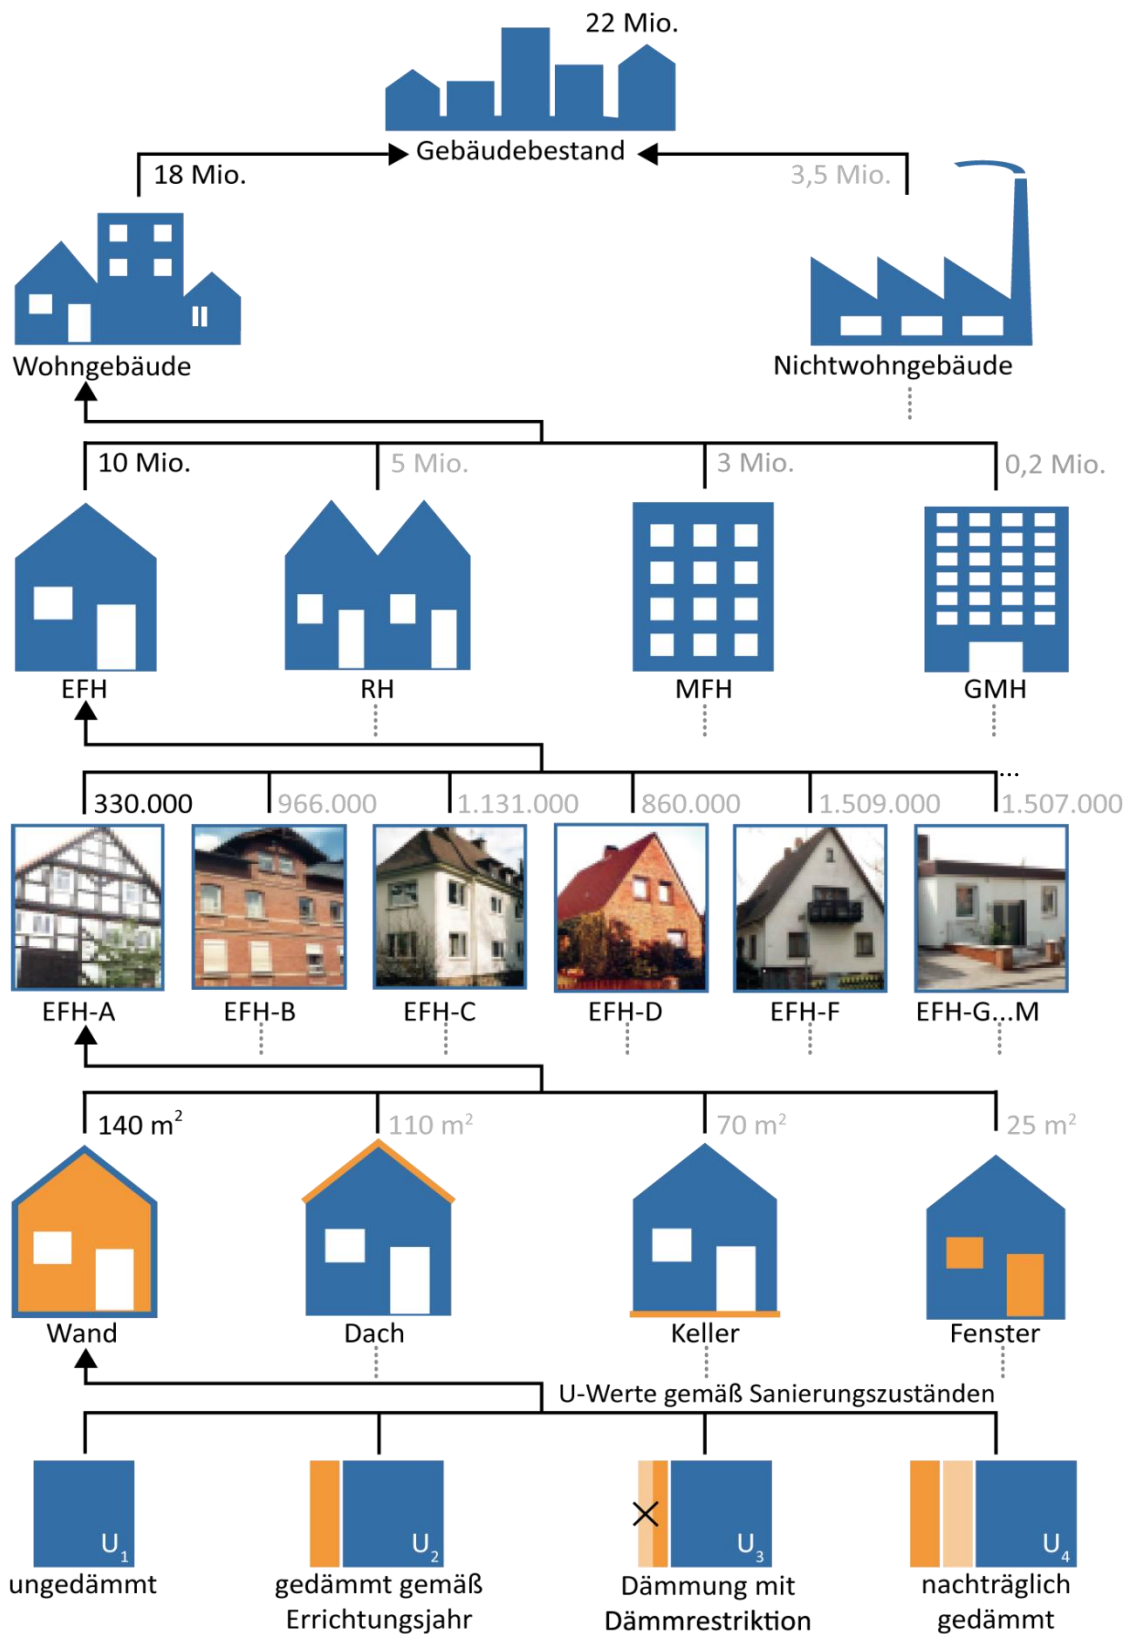 22 Mio.
Gebäudebestand
18 Mio.
3,5 Mio.
Wohngebäude
Nichtwohngebäude
10 Mio.
5 Mio.
3 Mio.
0,2 Mio.
EFH
RH
MFH
GMH
...
330.000
966.000
1.131.000
860.000
1.509.000
1.507.000
EFH-A
EFH-B
EFH-C
EFH-D
EFH-F
EFH-G...M
140 m²
110 m²
70 m²
25 m²
Wand
Dach
Keller
Fenster
U-Werte gemäß Sanierungszuständen
U₁
U₂
U₃
U₄
ungedämmt
gedämmt gemäß
Errichtungsjahr
Dämmung mit
Dämmrestriktion
nachträglich
gedämmt